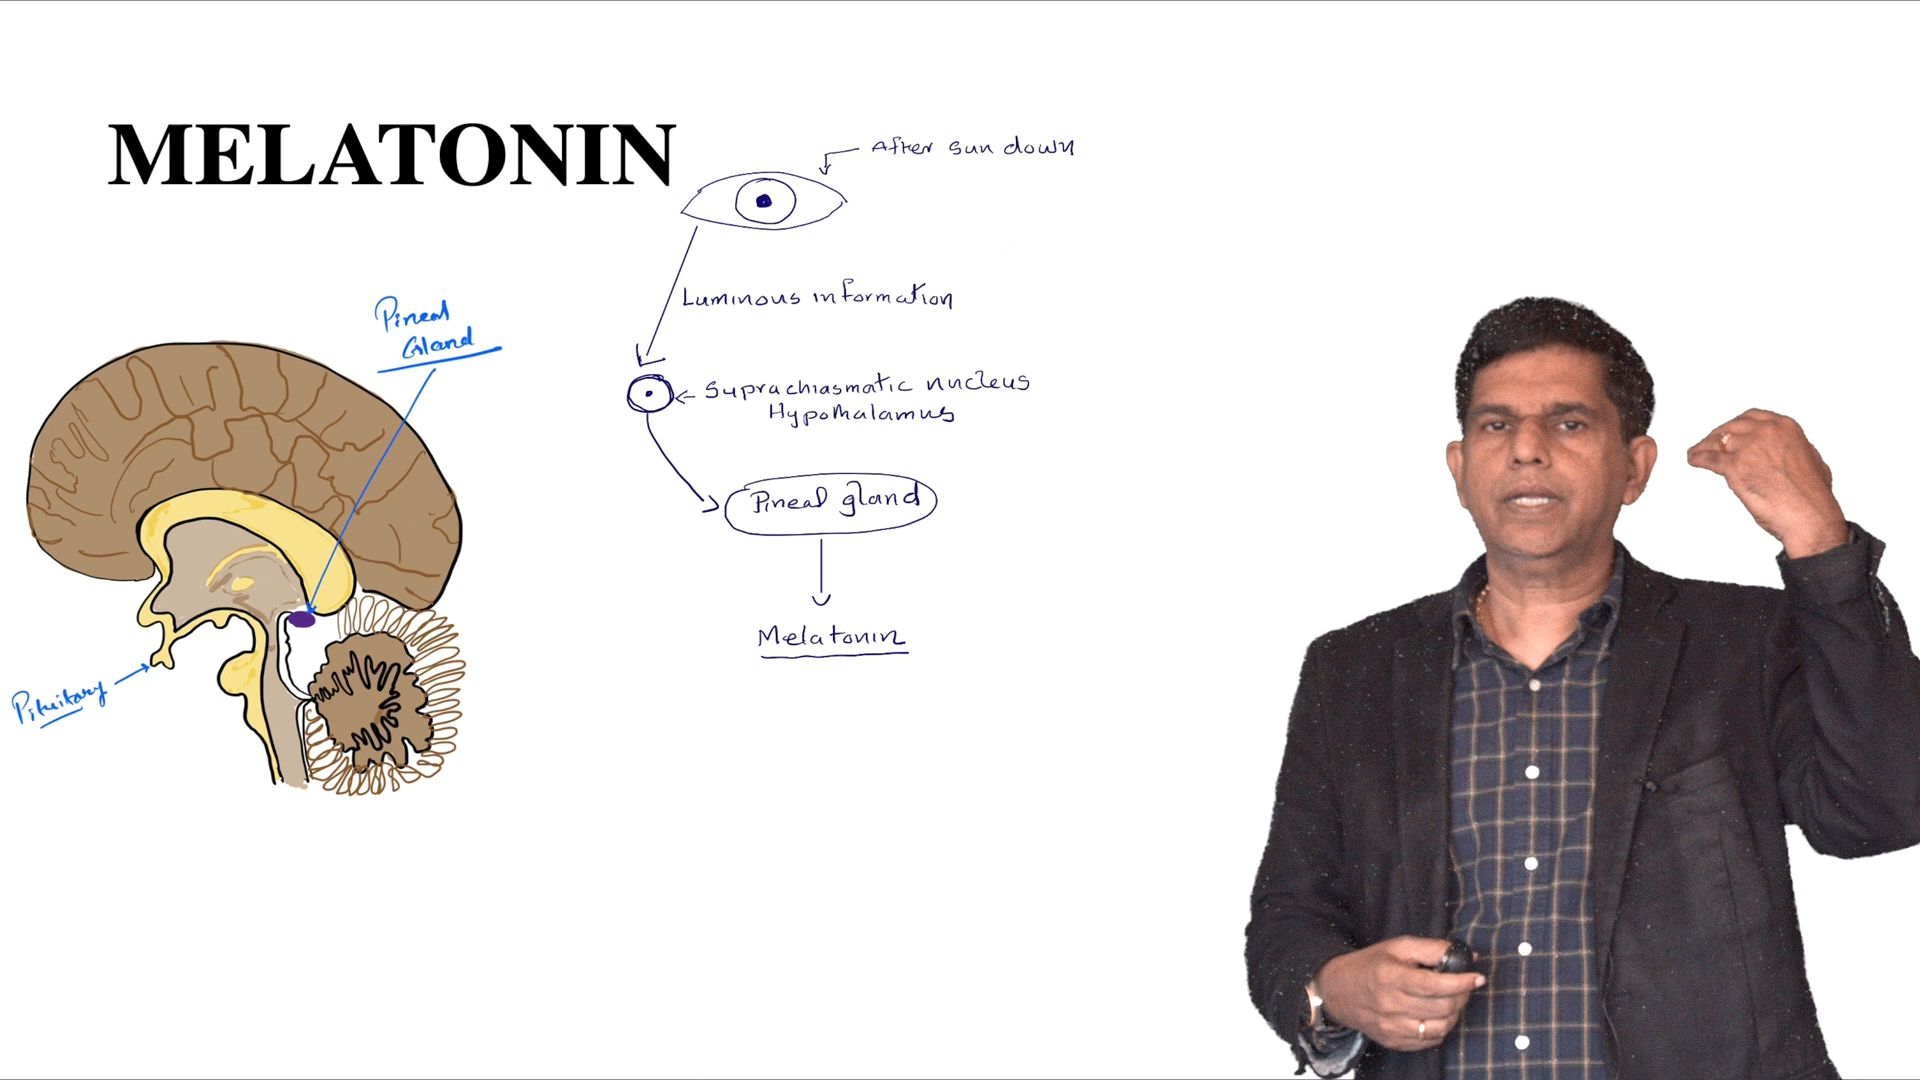 MELATONIN
After sun down
Luminous information
Pineal
Gland
Suprachiasmatic nucleus
Hypothalamus
Pineal gland
Melatonin
Pituitary